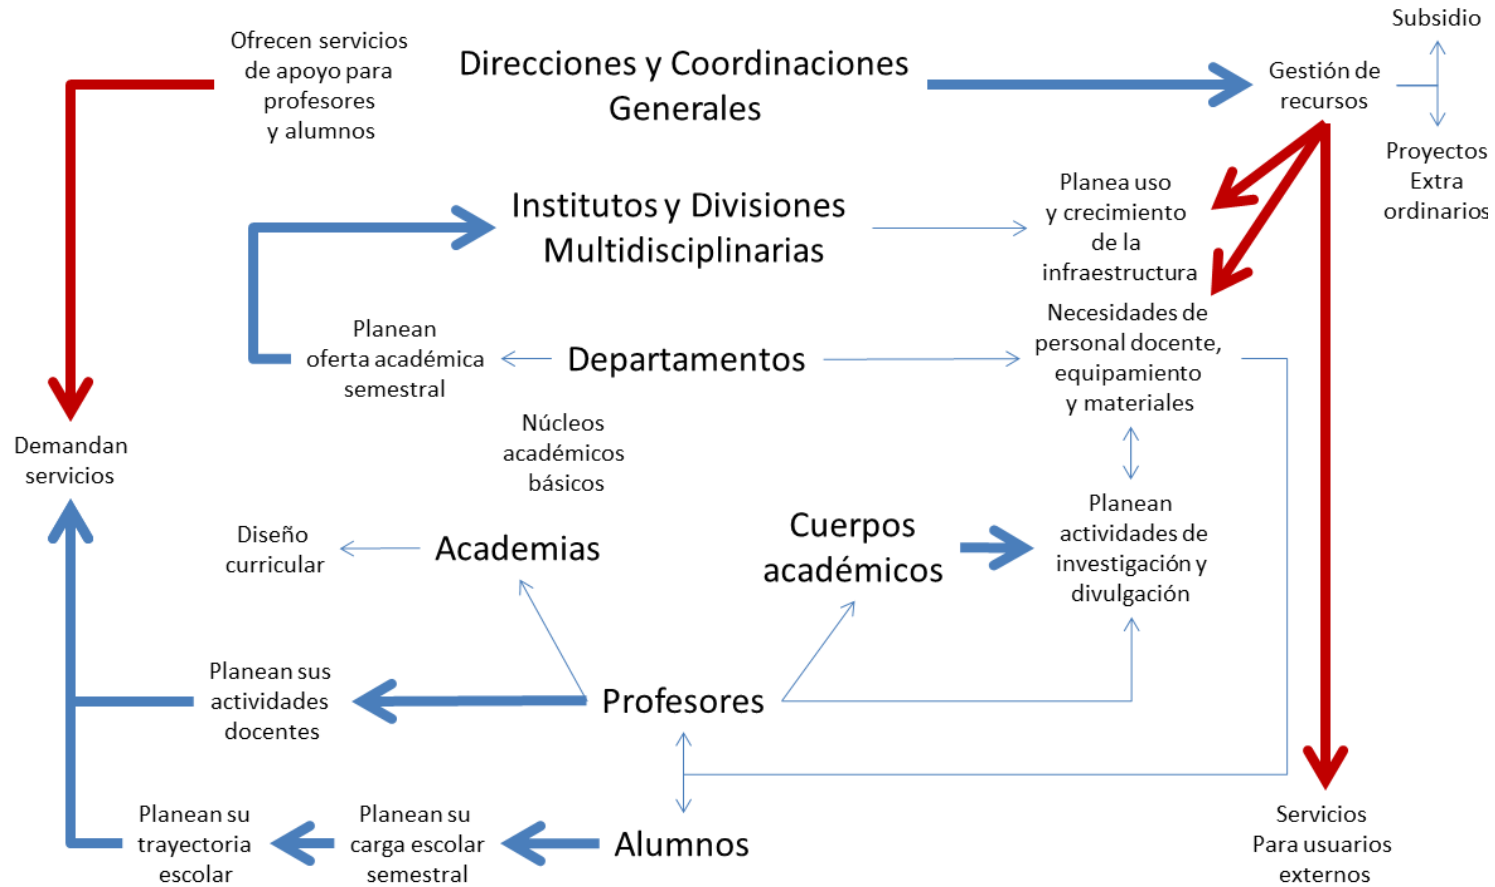 Ofrecen servicios
de apoyo para
profesores
y alumnos
Direcciones y Coordinaciones
Generales
Gestión de
recursos
Subsidio
Proyectos
Extra
ordinarios
Institutos y Divisiones
Multidisciplinarias
Planea uso
y crecimiento
de la
infraestructura
Planean
oferta académica
semestral
Departamentos
Necesidades de
personal docente,
equipamiento
y materiales
Demandan
servicios
Núcleos
académicos
básicos
Diseño
curricular
Academias
Cuerpos
académicos
Planean
actividades de
investigación y
divulgación
Planean sus
actividades
docentes
Profesores
Planean su
trayectoria
escolar
Planean su
carga escolar
semestral
Alumnos
Servicios
Para usuarios
externos